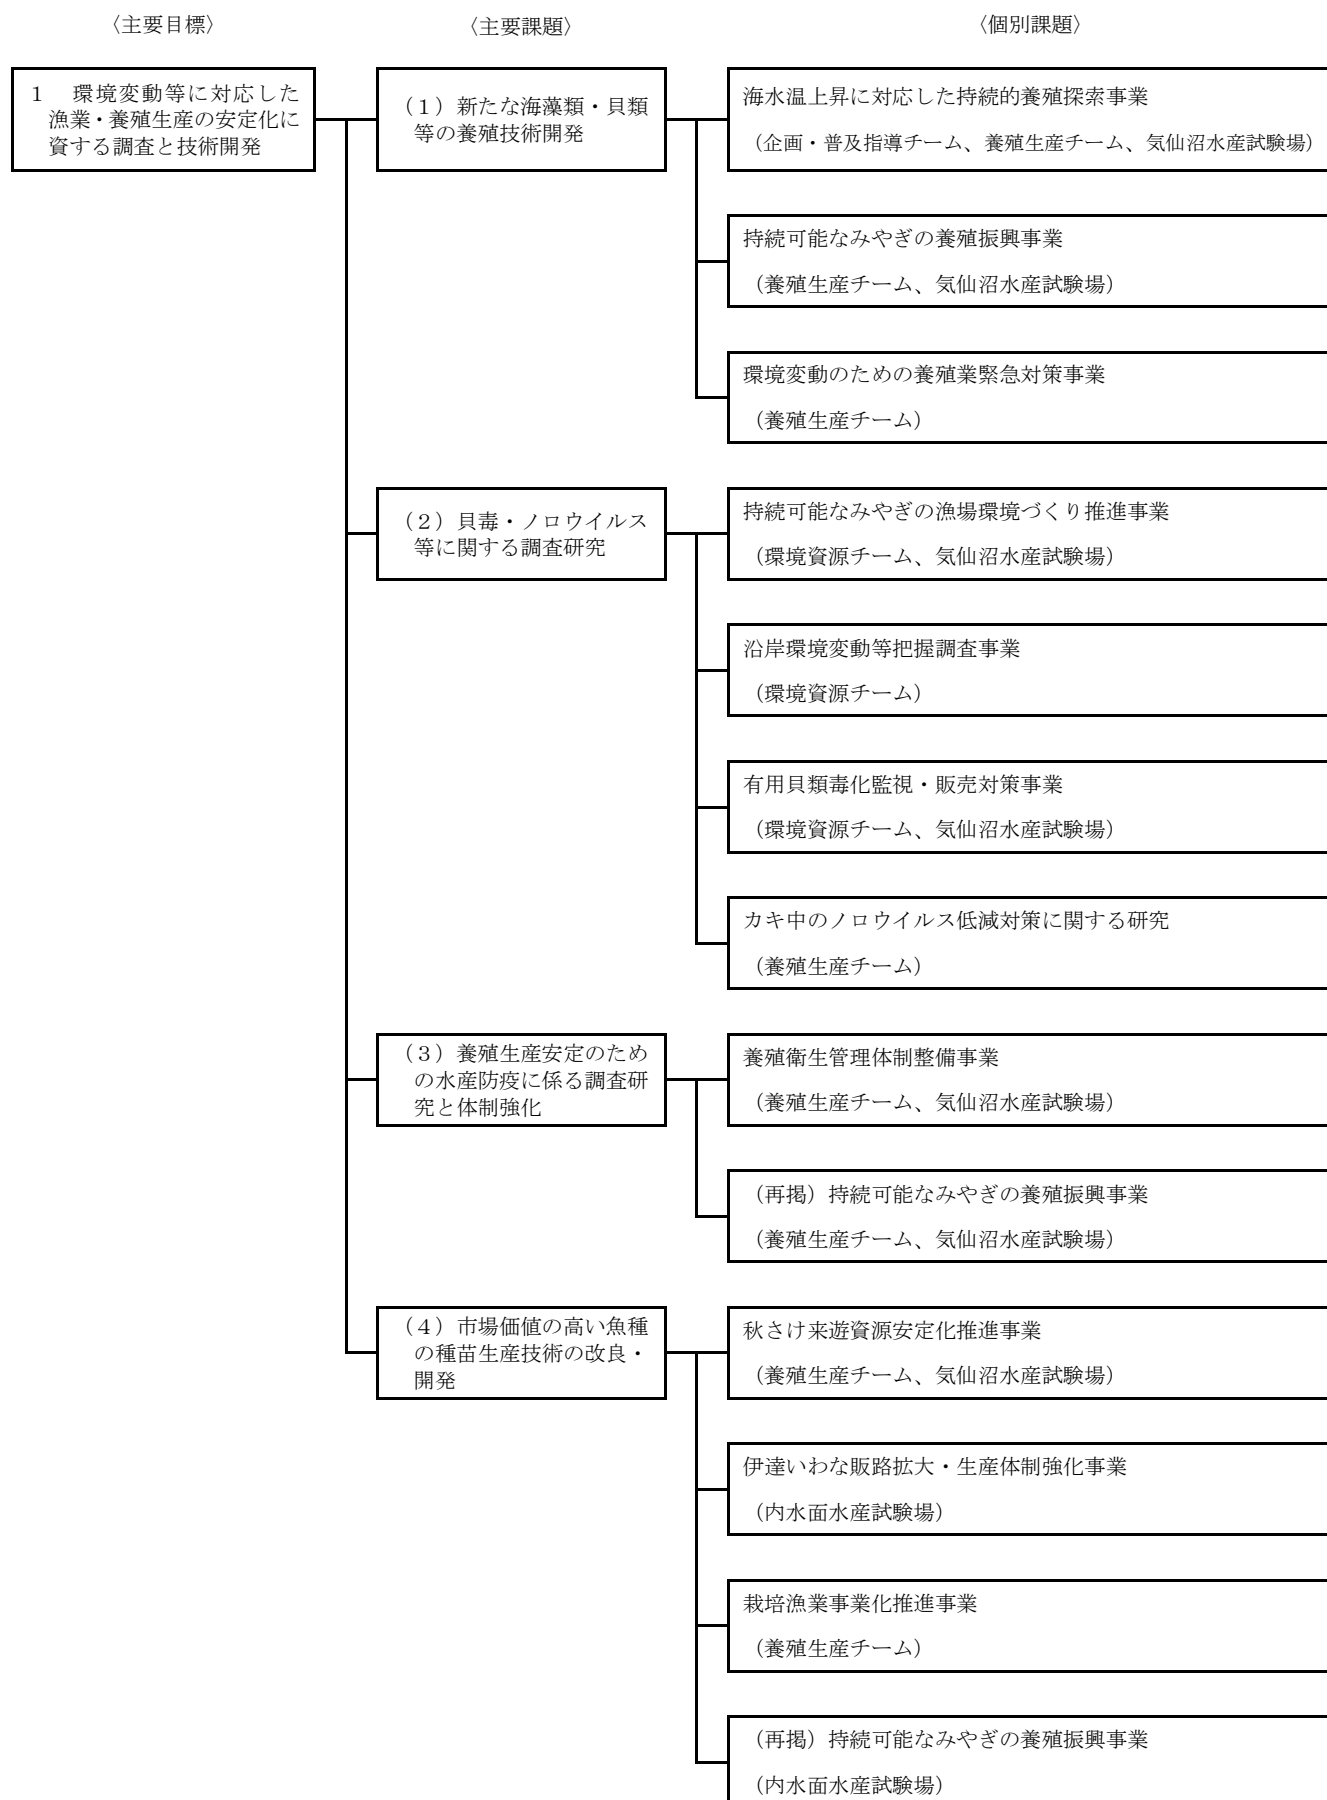 〈主要目標〉
〈主要課題〉
〈個別課題〉
1 環境変動等に対応した
漁業・養殖生産の安定化に
資する調査と技術開発
（1）新たな海藻類・貝類
等の養殖技術開発
海水温上昇に対応した持続的養殖探索事業
（企画・普及指導チーム、養殖生産チーム、気仙沼水産試験場）
持続可能なみやぎの養殖振興事業
（養殖生産チーム、気仙沼水産試験場）
環境変動のための養殖業緊急対策事業
（養殖生産チーム）
（2）貝毒・ノロウイルス
等に関する調査研究
持続可能なみやぎの漁場環境づくり推進事業
（環境資源チーム、気仙沼水産試験場）
沿岸環境変動等把握調査事業
（環境資源チーム）
有用貝類毒化監視・販売対策事業
（環境資源チーム、気仙沼水産試験場）
カキ中のノロウイルス低減対策に関する研究
（養殖生産チーム）
（3）養殖生産安定のため
の水産防疫に係る調査研
究と体制強化
養殖衛生管理体制整備事業
（養殖生産チーム、気仙沼水産試験場）
（再掲）持続可能なみやぎの養殖振興事業
（養殖生産チーム、気仙沼水産試験場）
（4）市場価値の高い魚種
の種苗生産技術の改良・
開発
秋さけ来遊資源安定化推進事業
（養殖生産チーム、気仙沼水産試験場）
伊達いわな販路拡大・生産体制強化事業
（内水面水産試験場）
栽培漁業事業化推進事業
（養殖生産チーム）
（再掲）持続可能なみやぎの養殖振興事業
（内水面水産試験場）